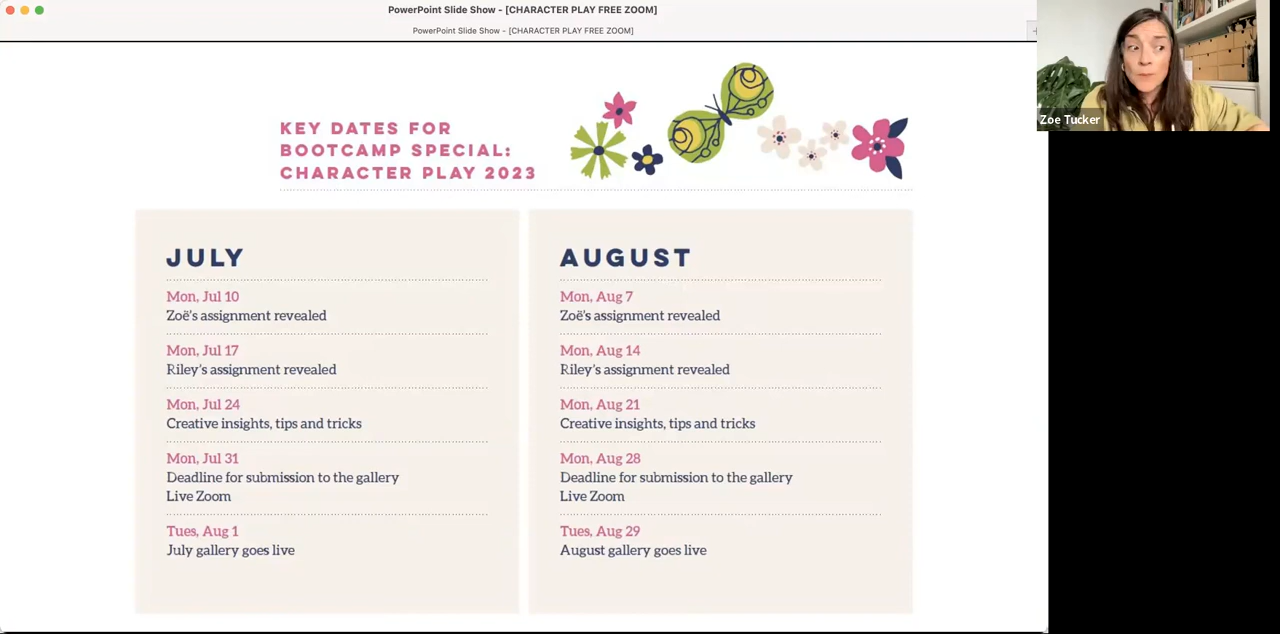 PowerPoint Slide Show - [CHARACTER PLAY FREE ZOOM]
PowerPoint Slide Show - [CHARACTER PLAY FREE ZOOM]
Zoe Tucker
KEY DATES FOR
BOOTCAMP SPECIAL:
CHARACTER PLAY 2023
JULY
Mon, Jul 10
Zoë's assignment revealed
Mon, Jul 17
Riley's assignment revealed
Mon, Jul 24
Creative insights, tips and tricks
Mon, Jul 31
Deadline for submission to the gallery
Live Zoom
Tues, Aug 1
July gallery goes live
AUGUST
Mon, Aug 7
Zoë's assignment revealed
Mon, Aug 14
Riley's assignment revealed
Mon, Aug 21
Creative insights, tips and tricks
Mon, Aug 28
Deadline for submission to the gallery
Live Zoom
Tues, Aug 29
August gallery goes live